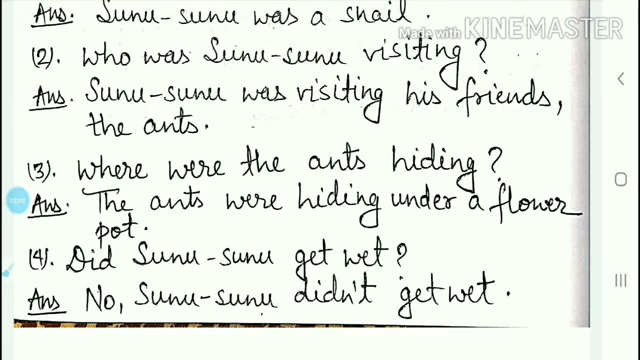 Ans. Sunu-sunu was a snail.
Made with KINEMASTER
(2). Who was Sunu-sunu visiting?
Ans. Sunu-sunu was visiting his friends,
the ants.
(3). Where were the ants hiding?
Ans. The ants were hiding under a flower
pot.
(4). Did Sunu-sunu get wet?
Ans No, Sunu-sunu didn't get wet.